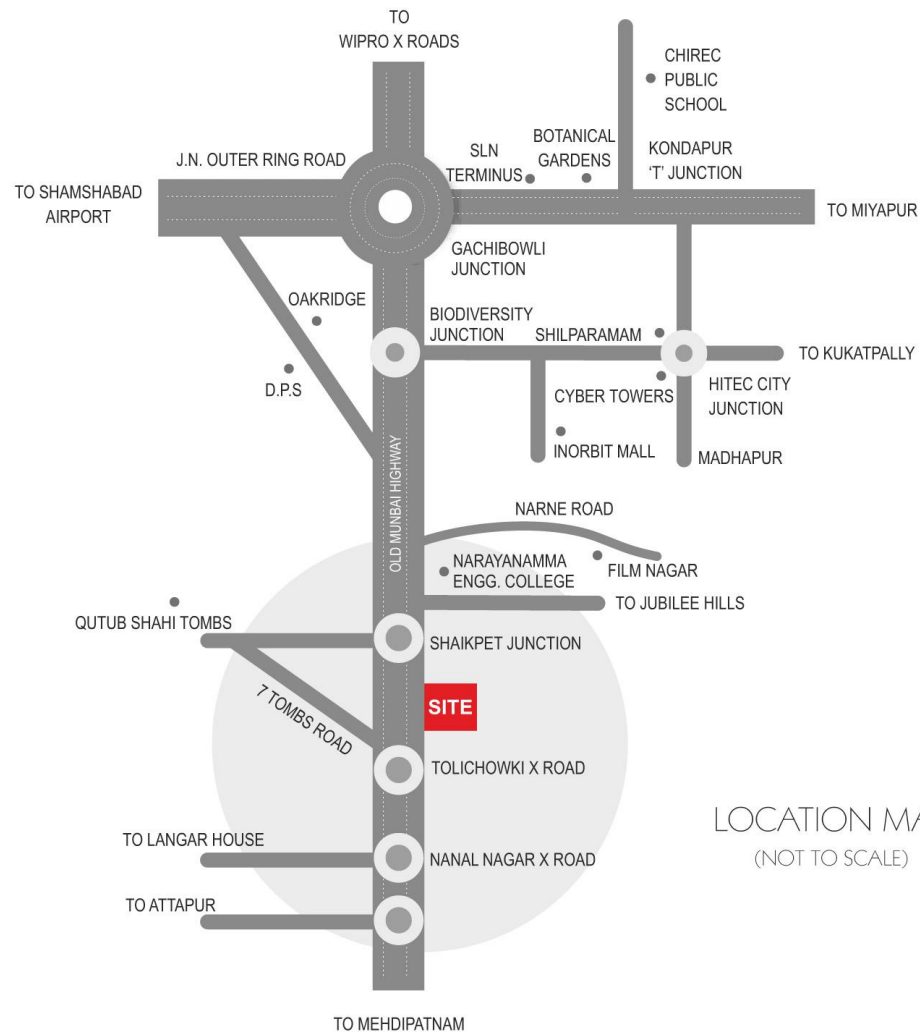 TO
WIPRO X ROADS
CHIREC
PUBLIC
SCHOOL
J.N. OUTER RING ROAD
SLN
TERMINUS
BOTANICAL
GARDENS
KONDAPUR
‘T’ JUNCTION
TO SHAMSHABAD
AIRPORT
TO MIYAPUR
GACHIBOWLI
JUNCTION
OAKRIDGE
BIODIVERSITY
JUNCTION
SHILPARAMAM
TO KUKATPALLY
D.P.S
CYBER TOWERS
HITEC CITY
JUNCTION
INORBIT MALL
MADHAPUR
OLD MUNBAI HIGHWAY
NARNE ROAD
NARAYANAMMA
ENGG. COLLEGE
FILM NAGAR
TO JUBILEE HILLS
QUTUB SHAHI TOMBS
SHAIKPET JUNCTION
7 TOMBS ROAD
SITE
TOLICHOWKI X ROAD
LOCATION MA
(NOT TO SCALE)
TO LANGAR HOUSE
NANAL NAGAR X ROAD
TO ATTAPUR
TO MEHDIPATNAM